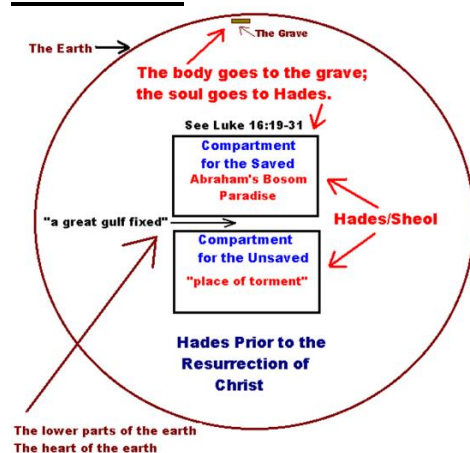 The Grave
The Earth
The body goes to the grave;
the soul goes to Hades.
See Luke 16:19-31
Compartment
for the Saved
Abraham's Bosom
Paradise
"a great gulf fixed"
Hades/Sheol
Compartment
for the Unsaved
"place of torment"
Hades Prior to the
Resurrection of
Christ
The lower parts of the earth
The heart of the earth